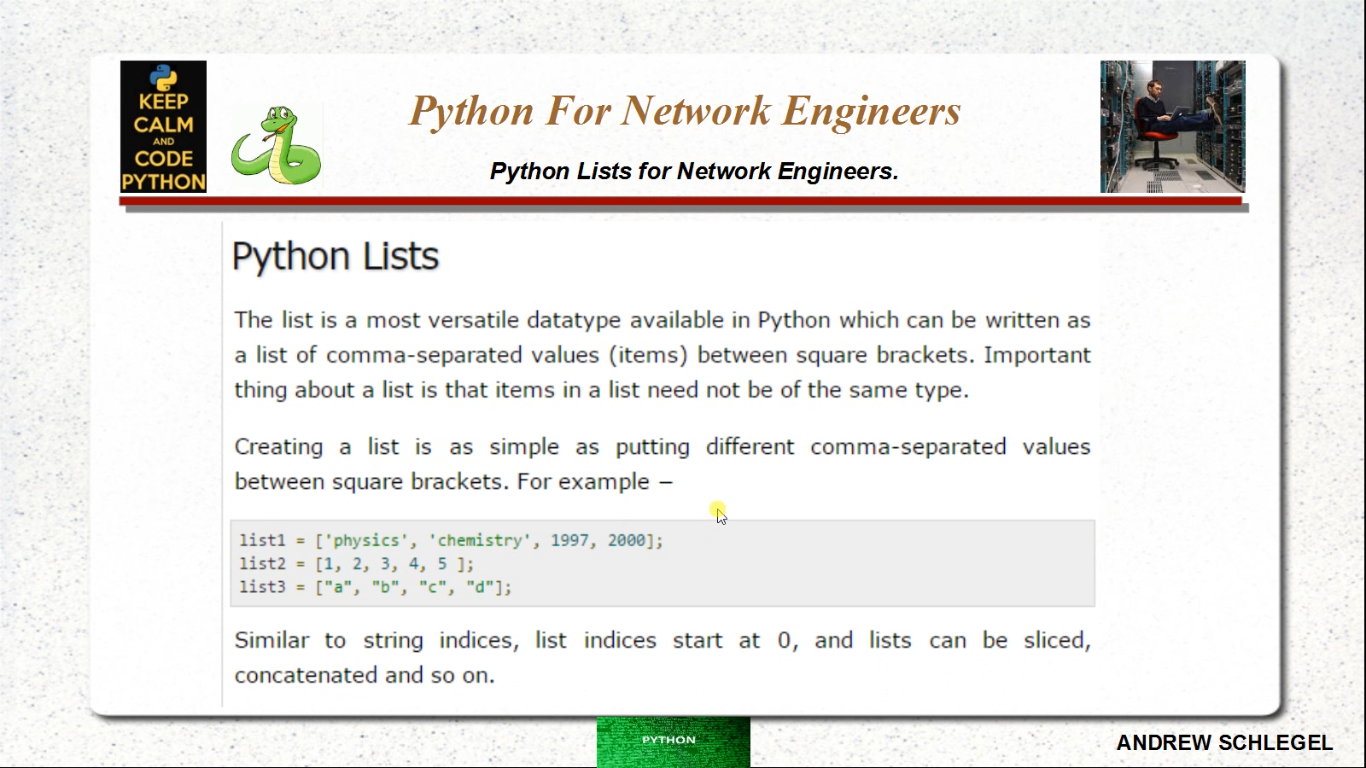 KEEP
CALM
AND
CODE
PYTHON
Python For Network Engineers
Python Lists for Network Engineers.
Python Lists
The list is a most versatile datatype available in Python which can be written as
a list of comma-separated values (items) between square brackets. Important
thing about a list is that items in a list need not be of the same type.
Creating a list is as simple as putting different comma-separated values
between square brackets. For example −
list1 = ['physics', 'chemistry', 1997, 2000];
list2 = [1, 2, 3, 4, 5 ];
list3 = ["a", "b", "c", "d"];
Similar to string indices, list indices start at 0, and lists can be sliced,
concatenated and so on.
PYTHON
ANDREW SCHLEGEL